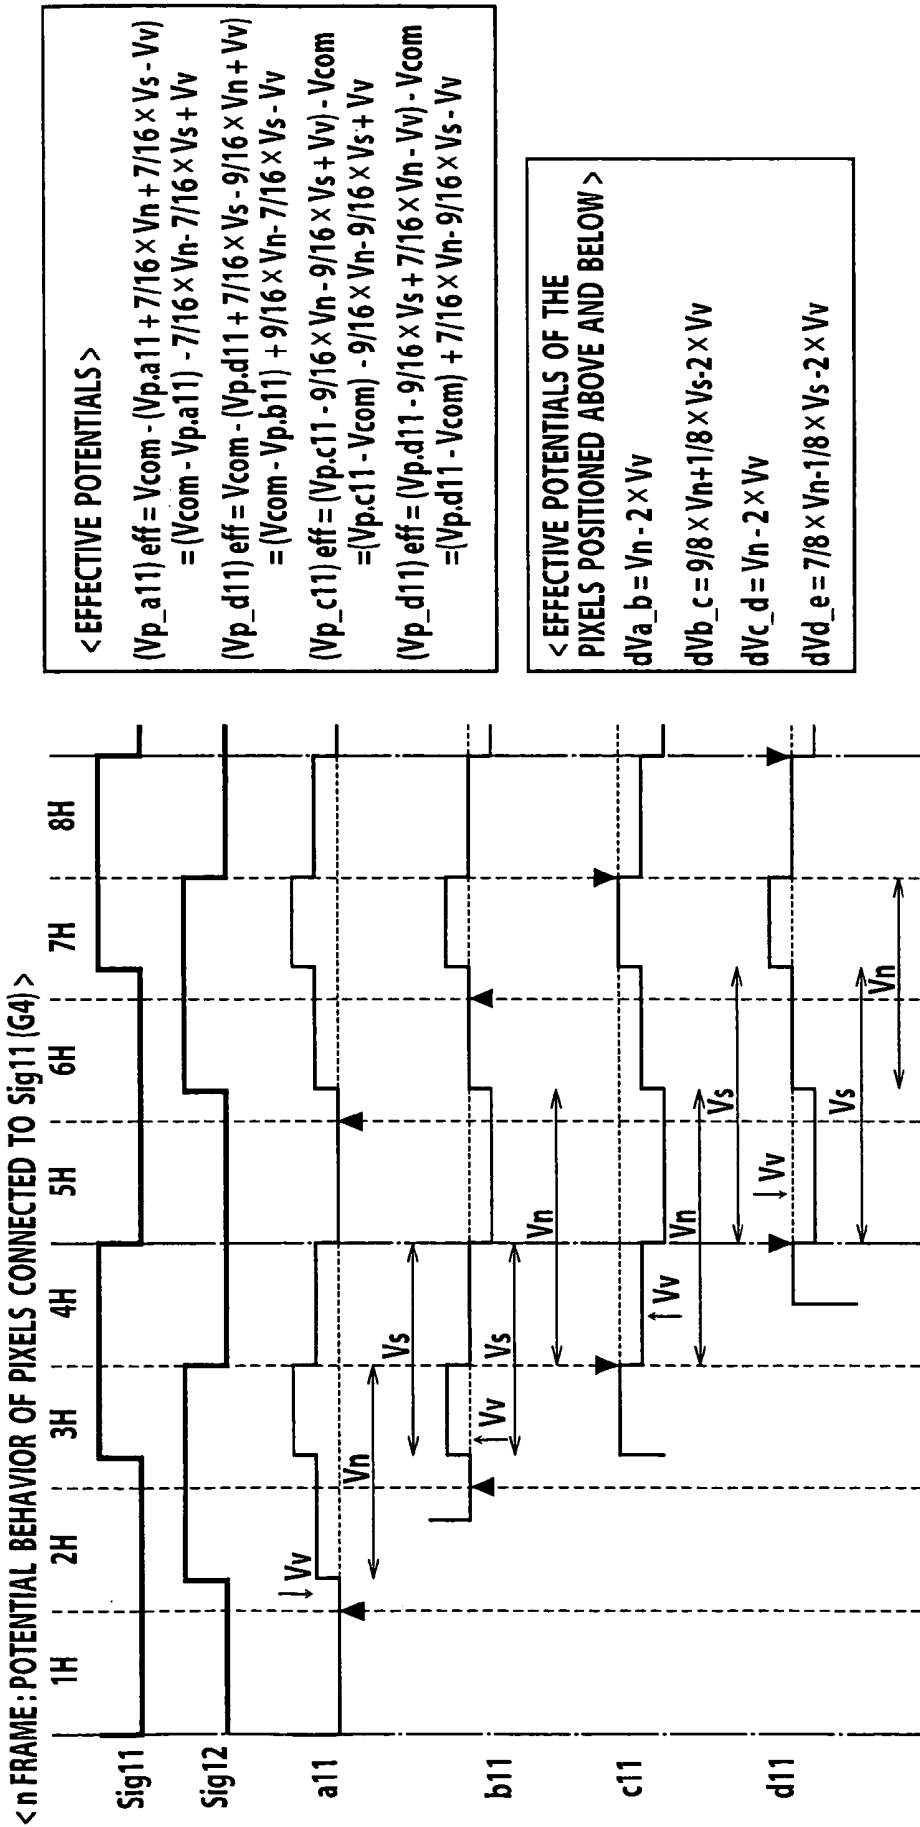 <n FRAME: POTENTIAL BEHAVIOR OF PIXELS CONNECTED TO Sig11 (G4)>
1H 2H 3H 4H 5H 6H 7H 8H
Sig11
Sig12
a11
Vv
Vn
Vs
b11
Vv
Vs
Vn
c11
Vv
Vn
Vs
d11
Vv
Vs
Vn
<EFFECTIVE POTENTIALS>
(Vp_a11) eff = Vcom - (Vp.a11 + 7/16 × Vn + 7/16 × Vs - Vv)
= (Vcom - Vp.a11) - 7/16 × Vn - 7/16 × Vs + Vv
(Vp_d11) eff = Vcom - (Vp.d11 + 7/16 × Vs - 9/16 × Vn + Vv)
= (Vcom - Vp.b11) + 9/16 × Vn - 7/16 × Vs - Vv
(Vp_c11) eff = (Vp.c11 - 9/16 × Vn - 9/16 × Vs + Vv) - Vcom
= (Vp.c11 - Vcom) - 9/16 × Vn - 9/16 × Vs + Vv
(Vp_d11) eff = (Vp.d11 - 9/16 × Vs + 7/16 × Vn - Vv) - Vcom
= (Vp.d11 - Vcom) + 7/16 × Vn - 9/16 × Vs - Vv
<EFFECTIVE POTENTIALS OF THE
PIXELS POSITIONED ABOVE AND BELOW>
dVa_b = Vn - 2 × Vv
dVb_c = 9/8 × Vn + 1/8 × Vs - 2 × Vv
dVc_d = Vn - 2 × Vv
dVd_e = 7/8 × Vn - 1/8 × Vs - 2 × Vv